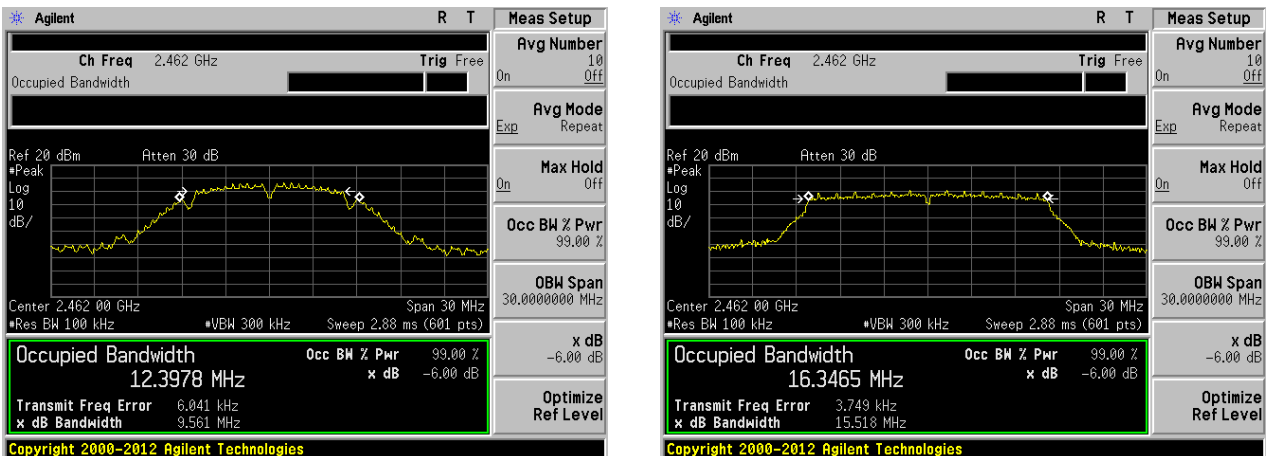 Agilent R T Meas Setup
Ch Freq 2.462 GHz Trig Free
Occupied Bandwidth
Avg Number
10
On Off
Avg Mode
Exp Repeat
Ref 20 dBm Atten 30 dB
#Peak
Log
10
dB/
Max Hold
On Off
Occ BW % Pwr
99.00 %
OBW Span
30.0000000 MHz
Center 2.462 00 GHz Span 30 MHz
#Res BW 100 kHz #VBW 300 kHz Sweep 2.88 ms (601 pts)
x dB
-6.00 dB
Occupied Bandwidth Occ BW % Pwr 99.00 %
12.3978 MHz x dB -6.00 dB
Transmit Freq Error 6.041 kHz
x dB Bandwidth 9.561 MHz
Optimize
Ref Level
Copyright 2000-2012 Agilent Technologies
Agilent R T Meas Setup
Ch Freq 2.462 GHz Trig Free
Occupied Bandwidth
Avg Number
10
On Off
Avg Mode
Exp Repeat
Ref 20 dBm Atten 30 dB
#Peak
Log
10
dB/
Max Hold
On Off
Occ BW % Pwr
99.00 %
OBW Span
30.0000000 MHz
Center 2.462 00 GHz Span 30 MHz
#Res BW 100 kHz #VBW 300 kHz Sweep 2.88 ms (601 pts)
x dB
-6.00 dB
Occupied Bandwidth Occ BW % Pwr 99.00 %
16.3465 MHz x dB -6.00 dB
Transmit Freq Error 3.749 kHz
x dB Bandwidth 15.518 MHz
Optimize
Ref Level
Copyright 2000-2012 Agilent Technologies